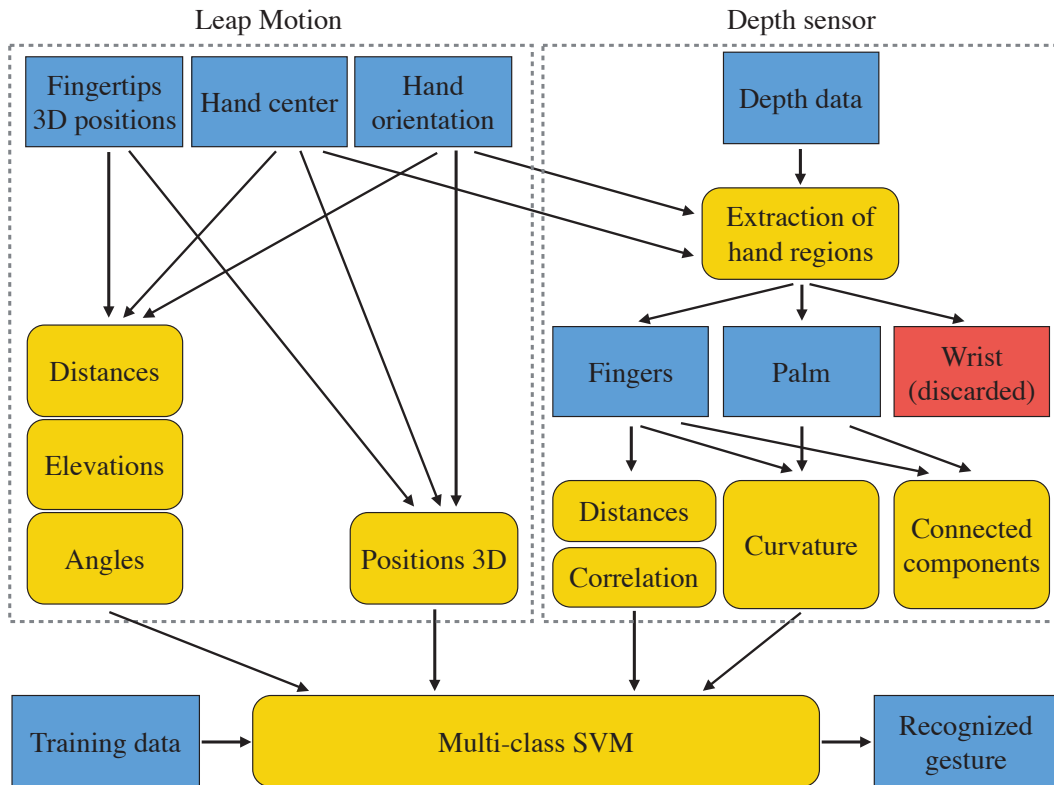 Leap Motion
Depth sensor
Fingertips
3D positions
Hand center
Hand
orientation
Depth data
Extraction of
hand regions
Fingers
Palm
Wrist
(discarded)
Distances
Elevations
Angles
Positions 3D
Distances
Correlation
Curvature
Connected
components
Training data
Multi-class SVM
Recognized
gesture